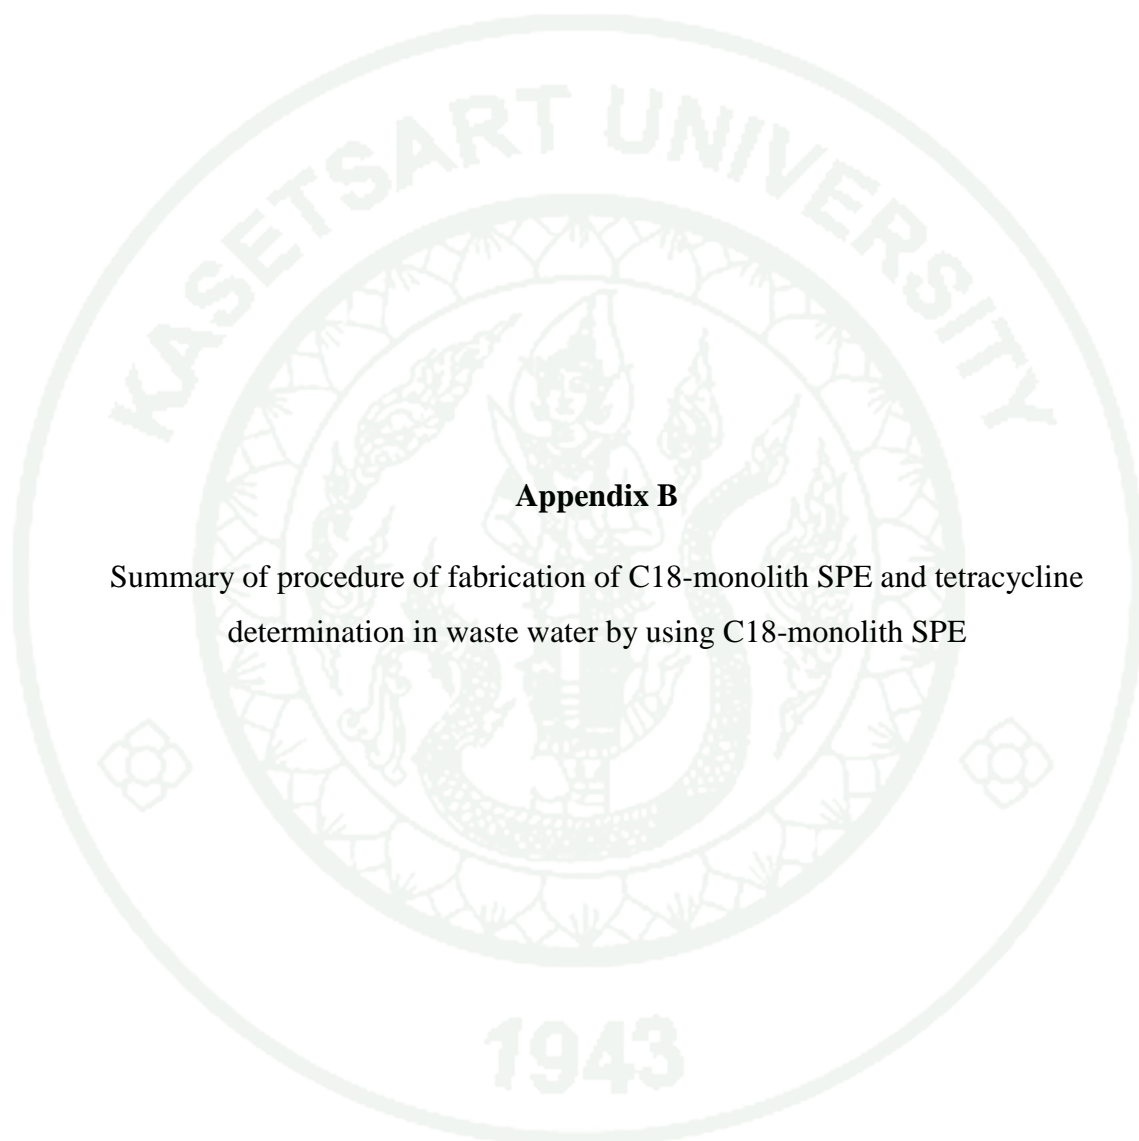 KASETSART UNIVERSITY
Appendix B
Summary of procedure of fabrication of C18-monolith SPE and tetracycline
determination in waste water by using C18-monolith SPE
1943